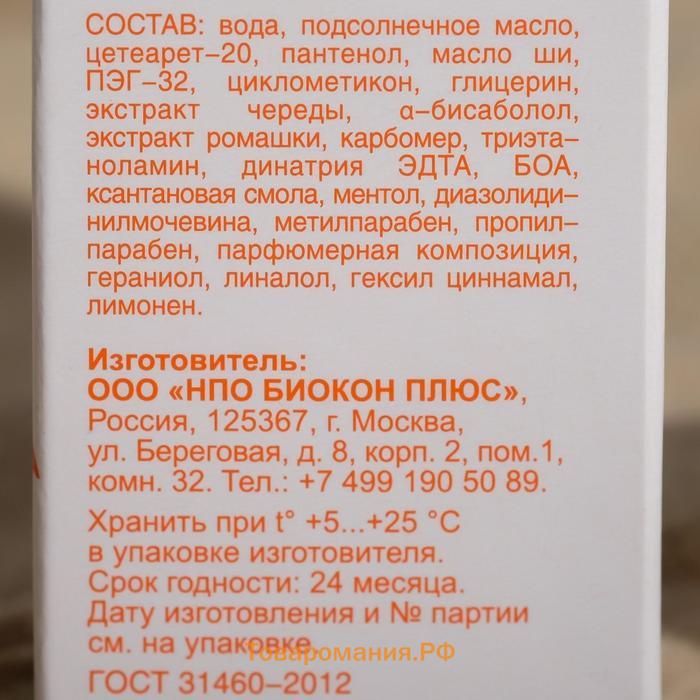 СОСТАВ: вода, подсолнечное масло,
цетеарет–20, пантенол, масло ши,
ПЭГ–32, циклометикон, глицерин,
экстракт череды, α–бисаболол,
экстракт ромашки, карбомер, триэта–
ноламин, динатрия ЭДТА, БОА,
ксантановая смола, ментол, диазолиди–
нилмочевина, метилпарабен, пропил–
парабен, парфюмерная композиция,
гераниол, линалол, гексил циннамал,
лимонен.
Изготовитель:
ООО «НПО БИОКОН ПЛЮС»,
Россия, 125367, г. Москва,
ул. Береговая, д. 8, корп. 2, пом.1,
комн. 32. Тел.: +7 499 190 50 89.
Хранить при t° +5...+25 °C
в упаковке изготовителя.
Срок годности: 24 месяца.
Дату изготовления и № партии
см. на упаковке.
Товаромания.РФ
ГОСТ 31460–2012